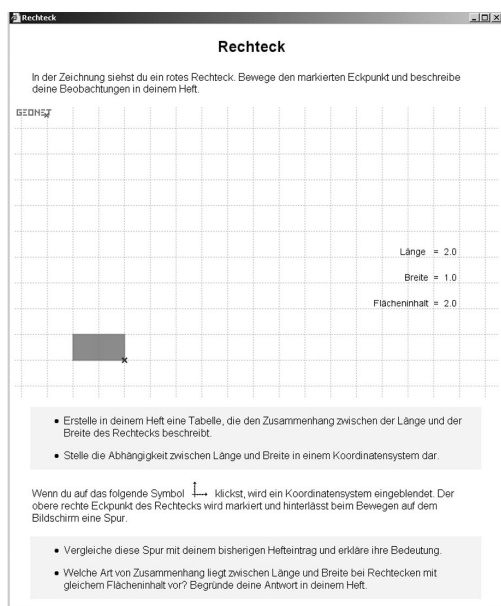 Rechteck
Rechteck
In der Zeichnung siehst du ein rotes Rechteck. Bewege den markierten Eckpunkt und beschreibe
deine Beobachtungen in deinem Heft.
GEONET
Länge = 2.0
Breite = 1.0
Flächeninhalt = 2.0
• Erstelle in deinem Heft eine Tabelle, die den Zusammenhang zwischen der Länge und der
Breite des Rechtecks beschreibt.
• Stelle die Abhängigkeit zwischen Länge und Breite in einem Koordinatensystem dar.
Wenn du auf das folgende Symbol klickst, wird ein Koordinatensystem eingeblendet. Der
obere rechte Eckpunkt des Rechtecks wird markiert und hinterlässt beim Bewegen auf dem
Bildschirm eine Spur.
• Vergleiche diese Spur mit deinem bisherigen Hefteintrag und erkläre ihre Bedeutung.
• Welche Art von Zusammenhang liegt zwischen Länge und Breite bei Rechtecken mit
gleichem Flächeninhalt vor? Begründe deine Antwort in deinem Heft.